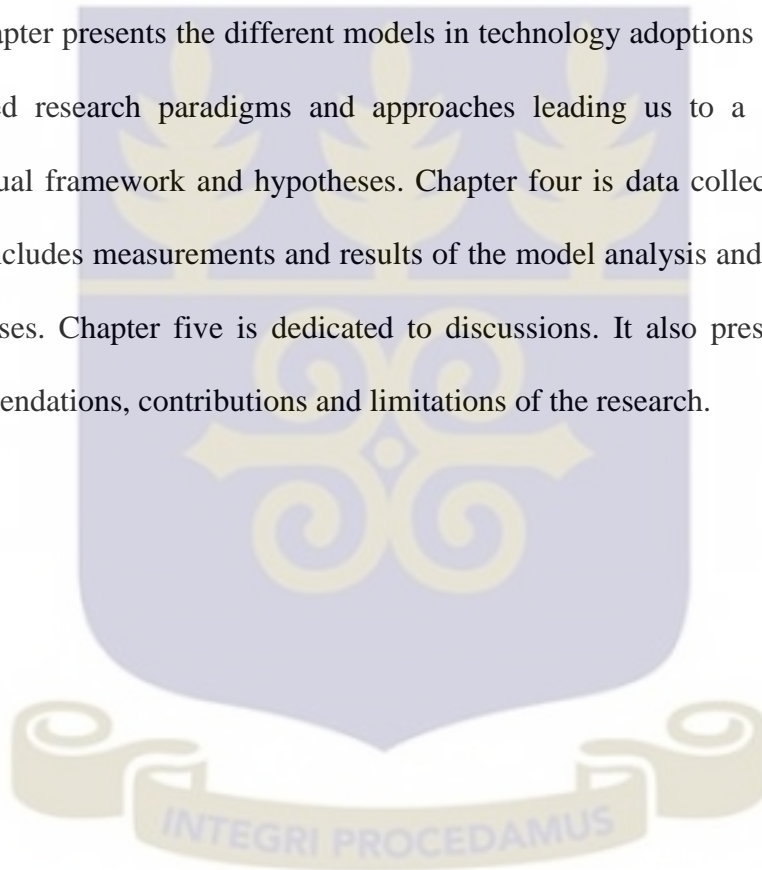 apter presents the different models in technology adoptions
ed research paradigms and approaches leading us to a
ual framework and hypotheses. Chapter four is data collec
cludes measurements and results of the model analysis and
ses. Chapter five is dedicated to discussions. It also pres
endations, contributions and limitations of the research.
INTEGRI PROCEDAMUS